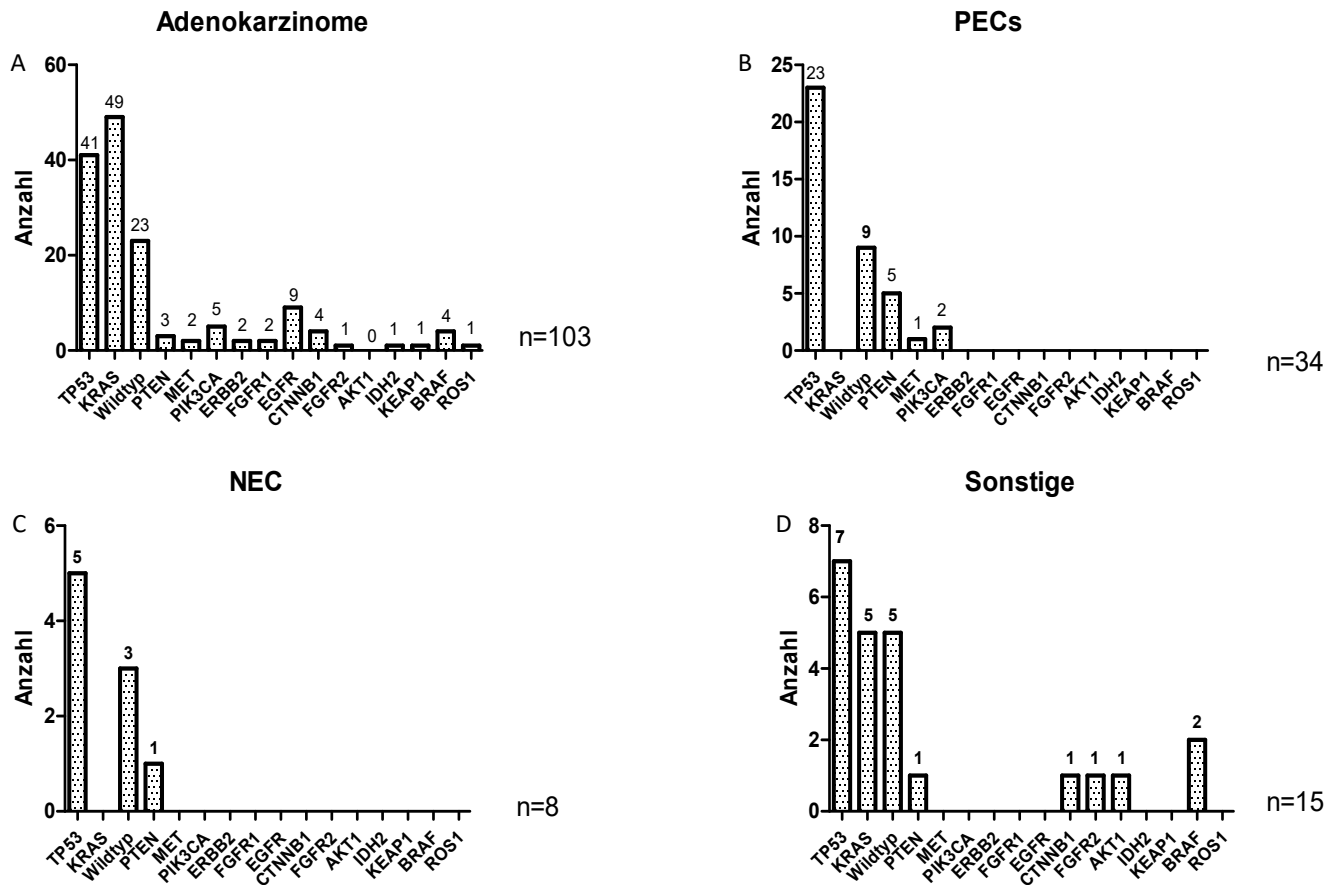 Adenokarzinome
A
Anzahl
60
40
20
0
41
49
23
3
2
5
2
2
9
4
1
0
1
1
4
1
TP53
KRAS
Wildtyp
PTEN
MET
PIK3CA
ERBB2
FGFR1
EGFR
CTNNB1
FGFR2
AKT1
IDH2
KEAP1
BRAF
ROS1
n=103
PECs
B
Anzahl
25
20
15
10
5
0
23
9
5
1
2
TP53
KRAS
Wildtyp
PTEN
MET
PIK3CA
ERBB2
FGFR1
EGFR
CTNNB1
FGFR2
AKT1
IDH2
KEAP1
BRAF
ROS1
n=34
NEC
C
Anzahl
6
4
2
0
5
3
1
TP53
KRAS
Wildtyp
PTEN
MET
PIK3CA
ERBB2
FGFR1
EGFR
CTNNB1
FGFR2
AKT1
IDH2
KEAP1
BRAF
ROS1
n=8
Sonstige
D
Anzahl
8
6
4
2
0
7
5
5
1
1
1
1
2
TP53
KRAS
Wildtyp
PTEN
MET
PIK3CA
ERBB2
FGFR1
EGFR
CTNNB1
FGFR2
AKT1
IDH2
KEAP1
BRAF
ROS1
n=15